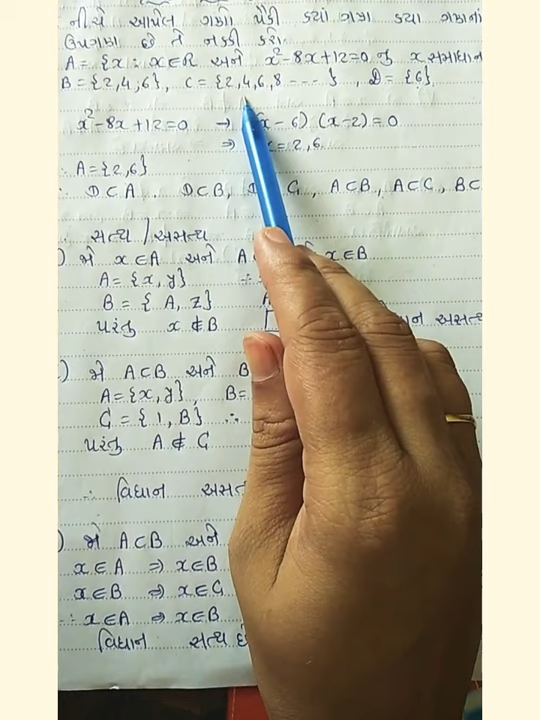 નીચે આપેલ ગણો પૈકી કયો ગણ કયા ગણનો
ઉપગણ છે તે નક્કી કરો.
A = {x : x∈R અને x²-8x+12=0 નું x સમાધાન
B = {2,4,6}, C = {2,4,6,8 ---- }, D = {6}
x²-8x+12=0 → (x-6) (x-2)=0
⇒ x = 2,6
∴ A={2,6}
∴ D⊂A. D⊂B, C, A⊂B, A⊂C, B⊂
સત્ય / અસત્ય
) જો x∈A અને A x∈B
A={x, y}
B = { A, z}
પરંતુ x ∉ B અસત્ય
) જો A⊂B અને B
A={x,y}, B=
C = {1, B} ∴
પરંતુ A ∉ C
∴ વિધાન અસત
) જો A⊂B અને
x∈A ⇒ x∈B
x∈B ⇒ x∈C
∴ x∈A ⇒ x∈B
વિધાન સત્ય છે